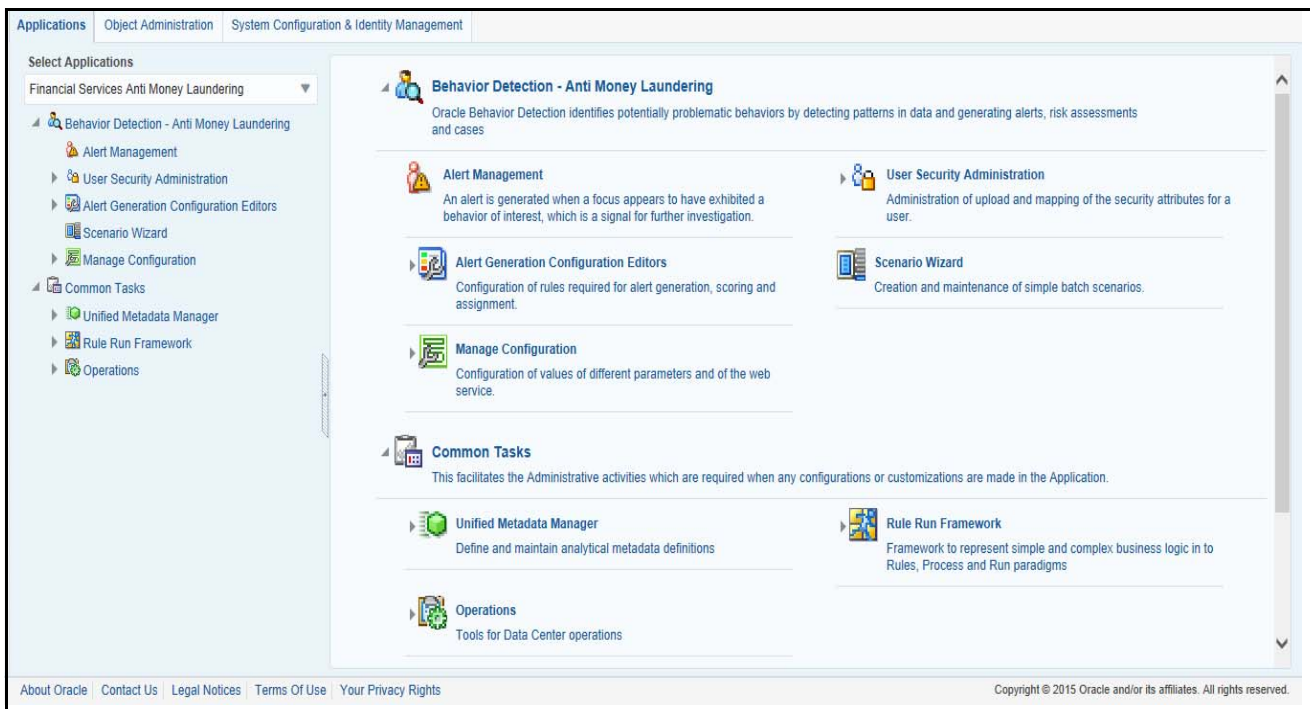 Applications
Object Administration
System Configuration & Identity Management
Select Applications
Financial Services Anti Money Laundering
Behavior Detection - Anti Money Laundering
Alert Management
User Security Administration
Alert Generation Configuration Editors
Scenario Wizard
Manage Configuration
Common Tasks
Unified Metadata Manager
Rule Run Framework
Operations
Behavior Detection - Anti Money Laundering
Oracle Behavior Detection identifies potentially problematic behaviors by detecting patterns in data and generating alerts, risk assessments
and cases
Alert Management
An alert is generated when a focus appears to have exhibited a
behavior of interest, which is a signal for further investigation.
User Security Administration
Administration of upload and mapping of the security attributes for a
user.
Alert Generation Configuration Editors
Configuration of rules required for alert generation, scoring and
assignment.
Scenario Wizard
Creation and maintenance of simple batch scenarios.
Manage Configuration
Configuration of values of different parameters and of the web
service.
Common Tasks
This facilitates the Administrative activities which are required when any configurations or customizations are made in the Application.
Unified Metadata Manager
Define and maintain analytical metadata definitions
Rule Run Framework
Framework to represent simple and complex business logic in to
Rules, Process and Run paradigms
Operations
Tools for Data Center operations
About Oracle
Contact Us
Legal Notices
Terms Of Use
Your Privacy Rights
Copyright © 2015 Oracle and/or its affiliates. All rights reserved.